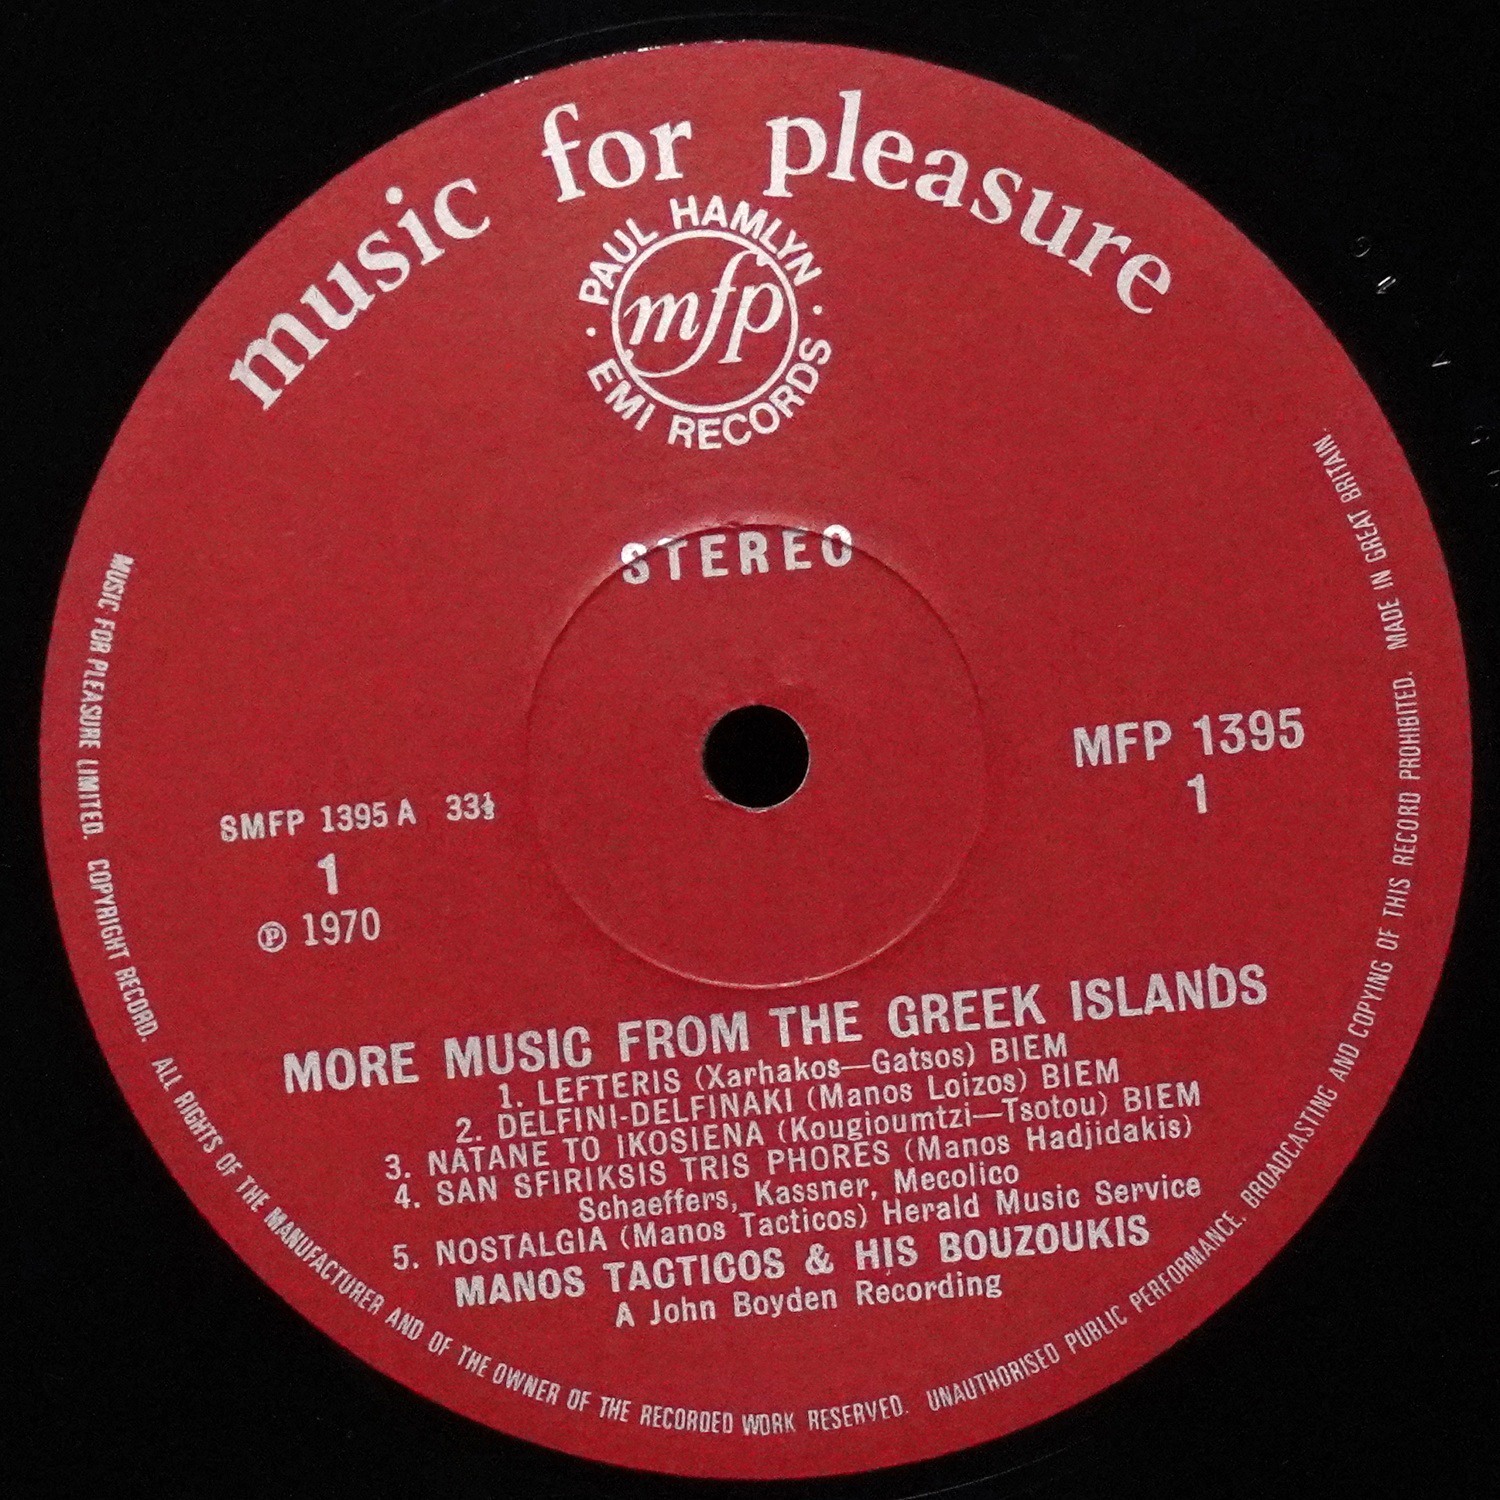 music for pleasure
PAUL HAMLYN
mfp
EMI RECORDS
STEREO
MFP 1395
1
SMFP 1395 A 33⅓
1
℗ 1970
MORE MUSIC FROM THE GREEK ISLANDS
1. LEFTERIS (Xarhakos—Gatsos) BIEM
2. DELFINI-DELFINAKI (Manos Loizos) BIEM
3. NATANE TO IKOSIENA (Kougioumtzi—Tsotou) BIEM
4. SAN SFIRIKSIS TRIS PHORES (Manos Hadjidakis)
Schaeffers, Kassner, Mecolico
5. NOSTALGIA (Manos Tacticos) Herald Music Service
MANOS TACTICOS & HIS BOUZOUKIS
A John Boyden Recording
MUSIC FOR PLEASURE LIMITED. COPYRIGHT RECORD. ALL RIGHTS OF THE MANUFACTURER AND OF THE OWNER OF THE RECORDED WORK RESERVED. UNAUTHORISED PUBLIC PERFORMANCE. BROADCASTING AND COPYING OF THIS RECORD PROHIBITED. MADE IN GREAT BRITAIN